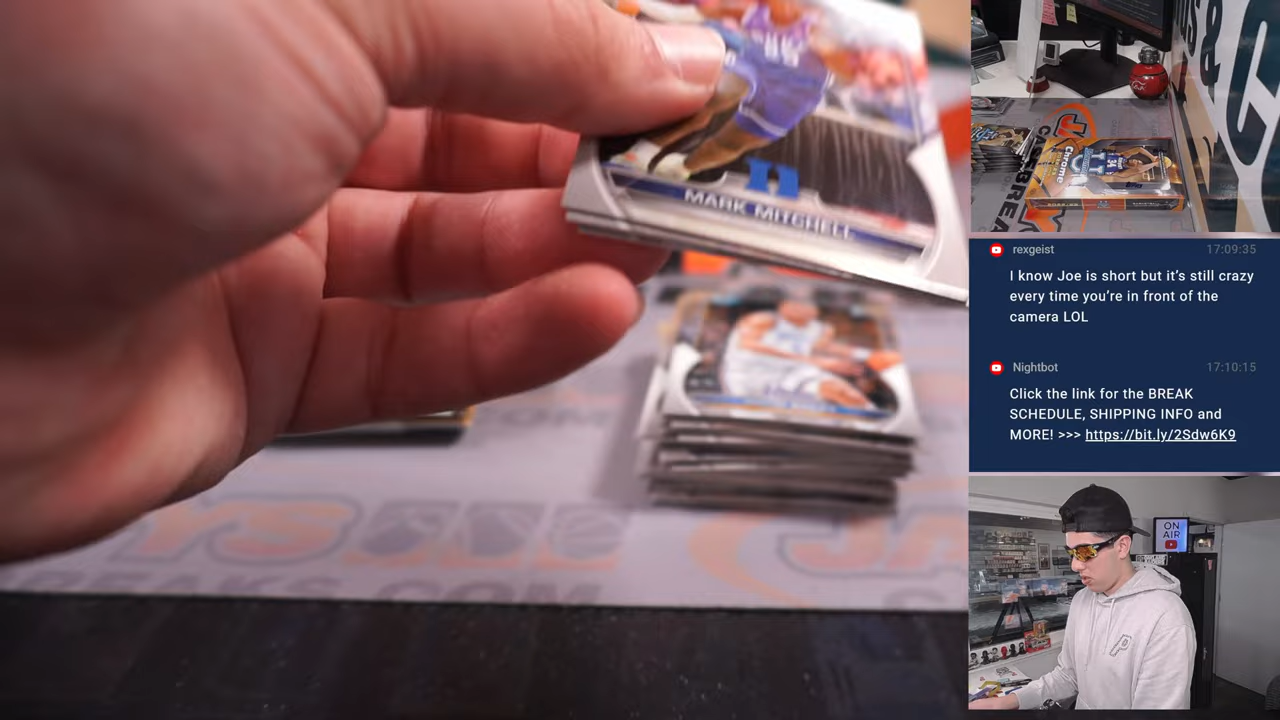 MARK MITCHELL
Chrome
rexgeist 17:09:35
I know Joe is short but it's still crazy
every time you're in front of the
camera LOL
Nightbot 17:10:15
Click the link for the BREAK
SCHEDULE, SHIPPING INFO and
MORE! >>> https://bit.ly/2Sdw6K9
ON
AIR